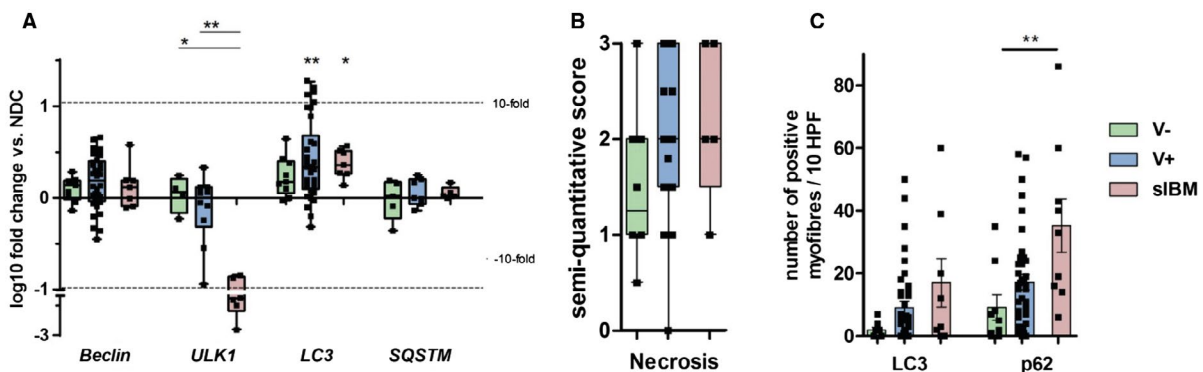 A
log10 fold change vs. NDC
1
0
-1
-3
*
**
**
*
10-fold
-10-fold
Beclin
ULK1
LC3
SQSTM
B
semi-quantitative score
3
2
1
0
Necrosis
C
number of positive
myofibres / 10 HPF
80
60
40
20
0
**
LC3
p62
V-
V+
sIBM